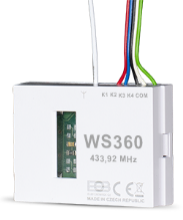 K1 K2 K3 K4 COM
WS360
433,92 MHz
MADE IN CZECH REPUBLIC